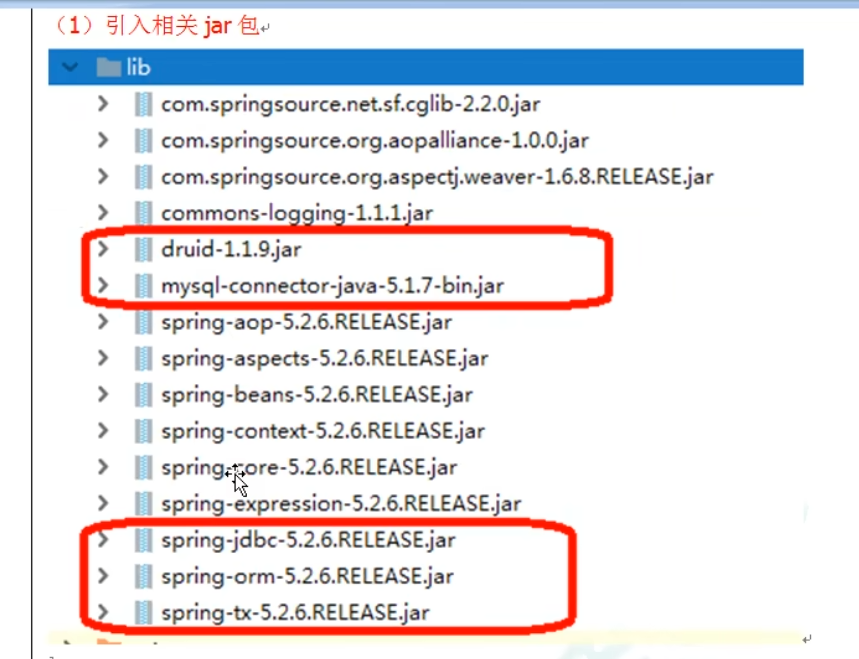 （1）引入相关 jar 包
lib
com.springsource.net.sf.cglib-2.2.0.jar
com.springsource.org.aopalliance-1.0.0.jar
com.springsource.org.aspectj.weaver-1.6.8.RELEASE.jar
commons-logging-1.1.1.jar
druid-1.1.9.jar
mysql-connector-java-5.1.7-bin.jar
spring-aop-5.2.6.RELEASE.jar
spring-aspects-5.2.6.RELEASE.jar
spring-beans-5.2.6.RELEASE.jar
spring-context-5.2.6.RELEASE.jar
spring-core-5.2.6.RELEASE.jar
spring-expression-5.2.6.RELEASE.jar
spring-jdbc-5.2.6.RELEASE.jar
spring-orm-5.2.6.RELEASE.jar
spring-tx-5.2.6.RELEASE.jar